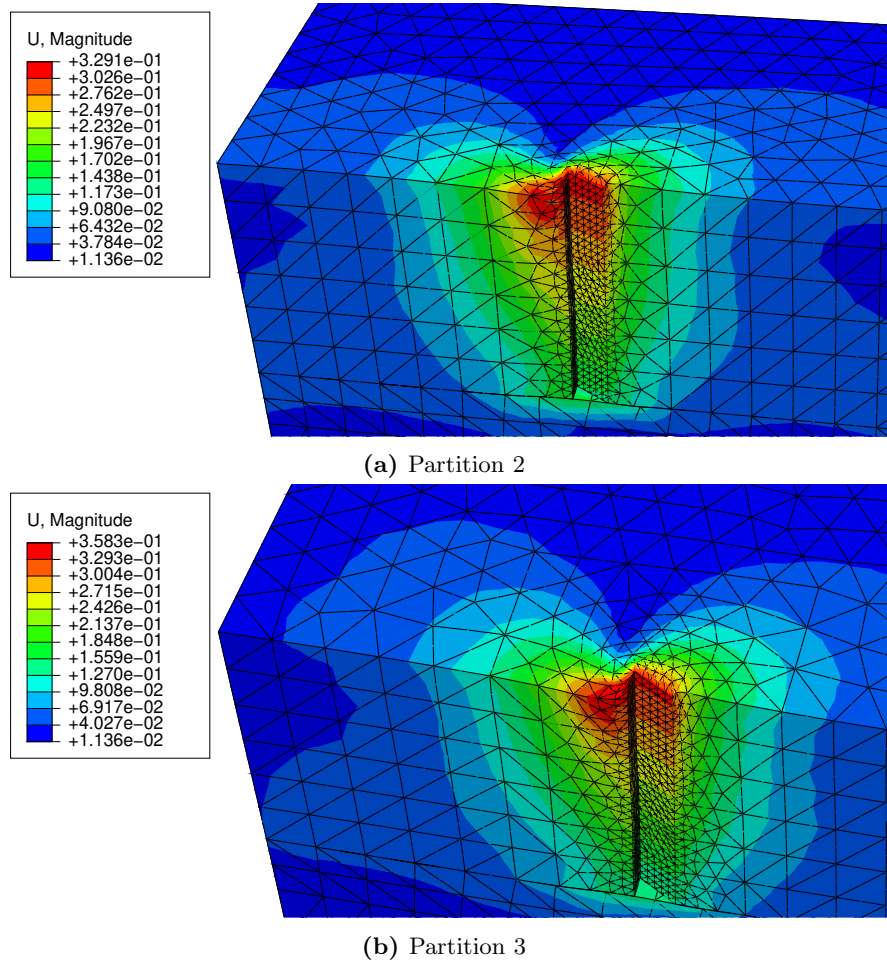 U, Magnitude
+3.291e-01
+3.026e-01
+2.762e-01
+2.497e-01
+2.232e-01
+1.967e-01
+1.702e-01
+1.438e-01
+1.173e-01
+9.080e-02
+6.432e-02
+3.784e-02
+1.136e-02
(a) Partition 2
U, Magnitude
+3.583e-01
+3.293e-01
+3.004e-01
+2.715e-01
+2.426e-01
+2.137e-01
+1.848e-01
+1.559e-01
+1.270e-01
+9.808e-02
+6.917e-02
+4.027e-02
+1.136e-02
(b) Partition 3